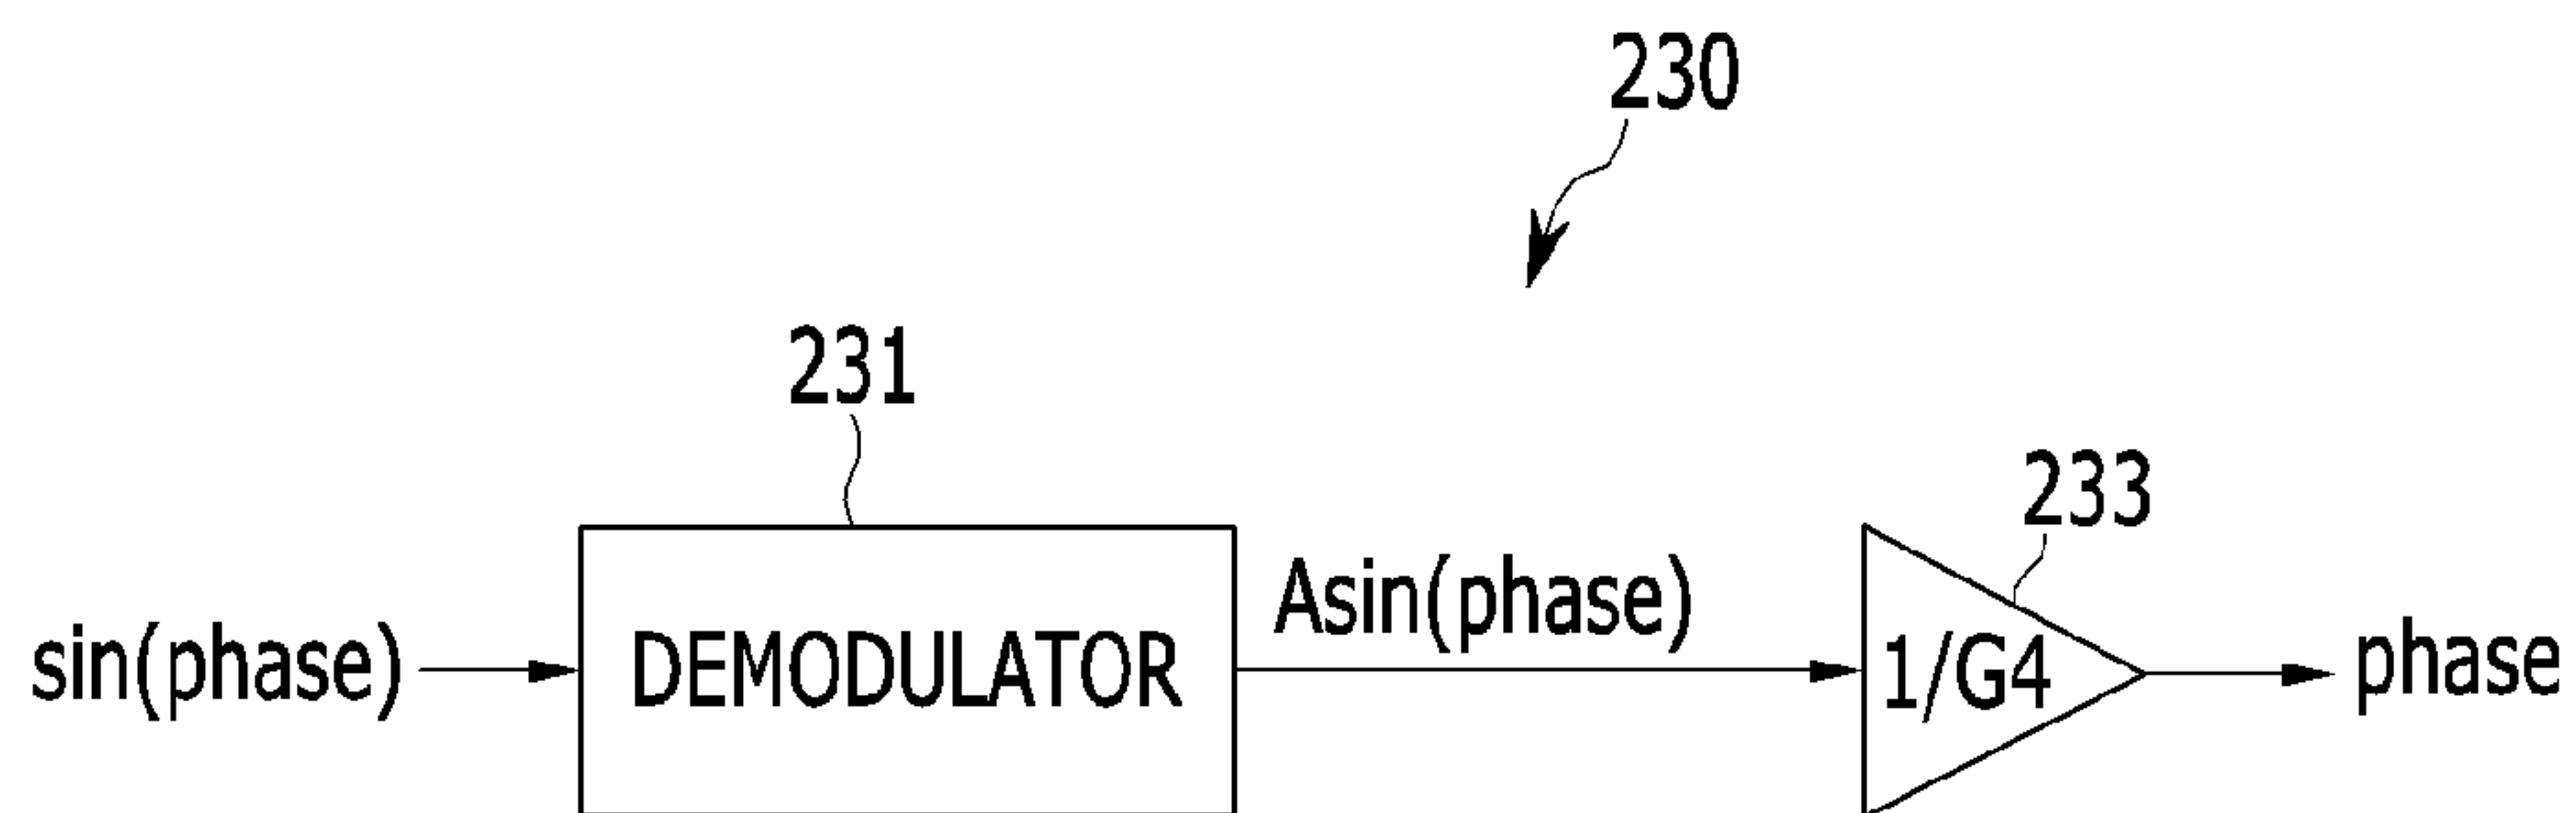 230
231
233
sin(phase)
DEMODULATOR
Asin(phase)
1/G4
phase